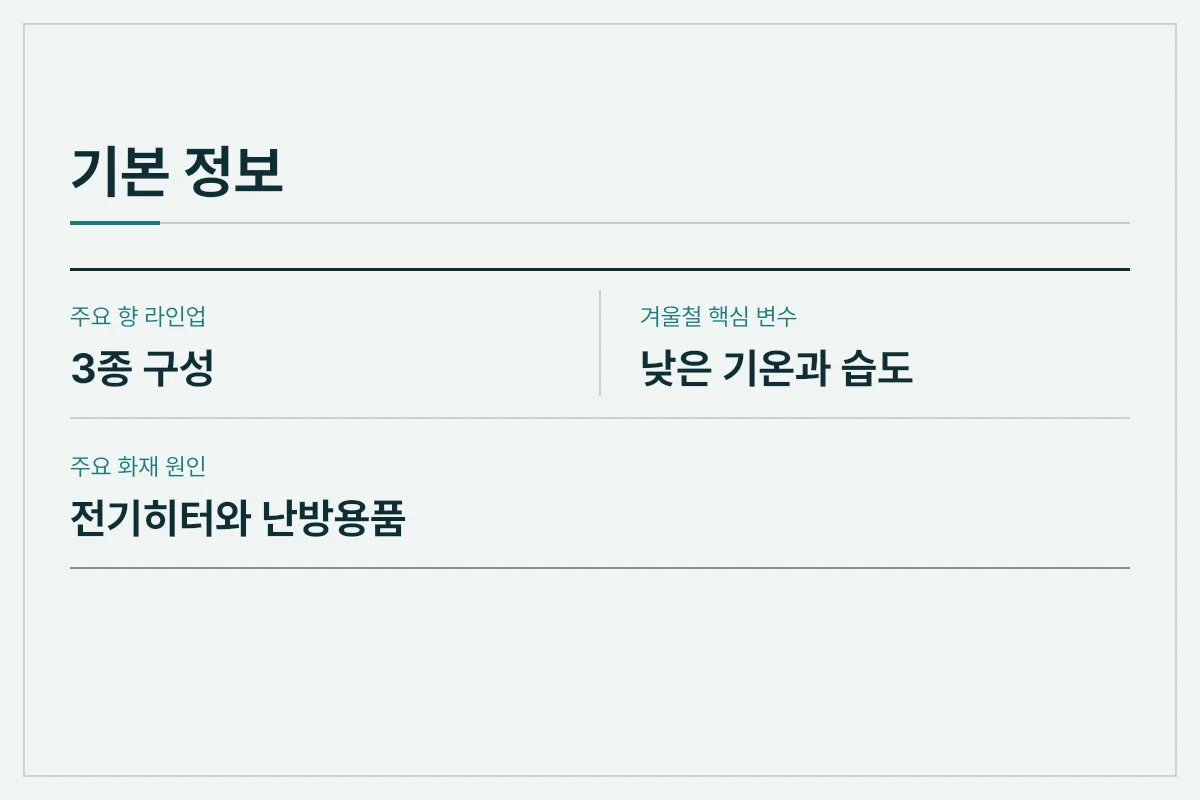 기본 정보
주요 향 라인업
3종 구성
겨울철 핵심 변수
낮은 기온과 습도
주요 화재 원인
전기히터와 난방용품